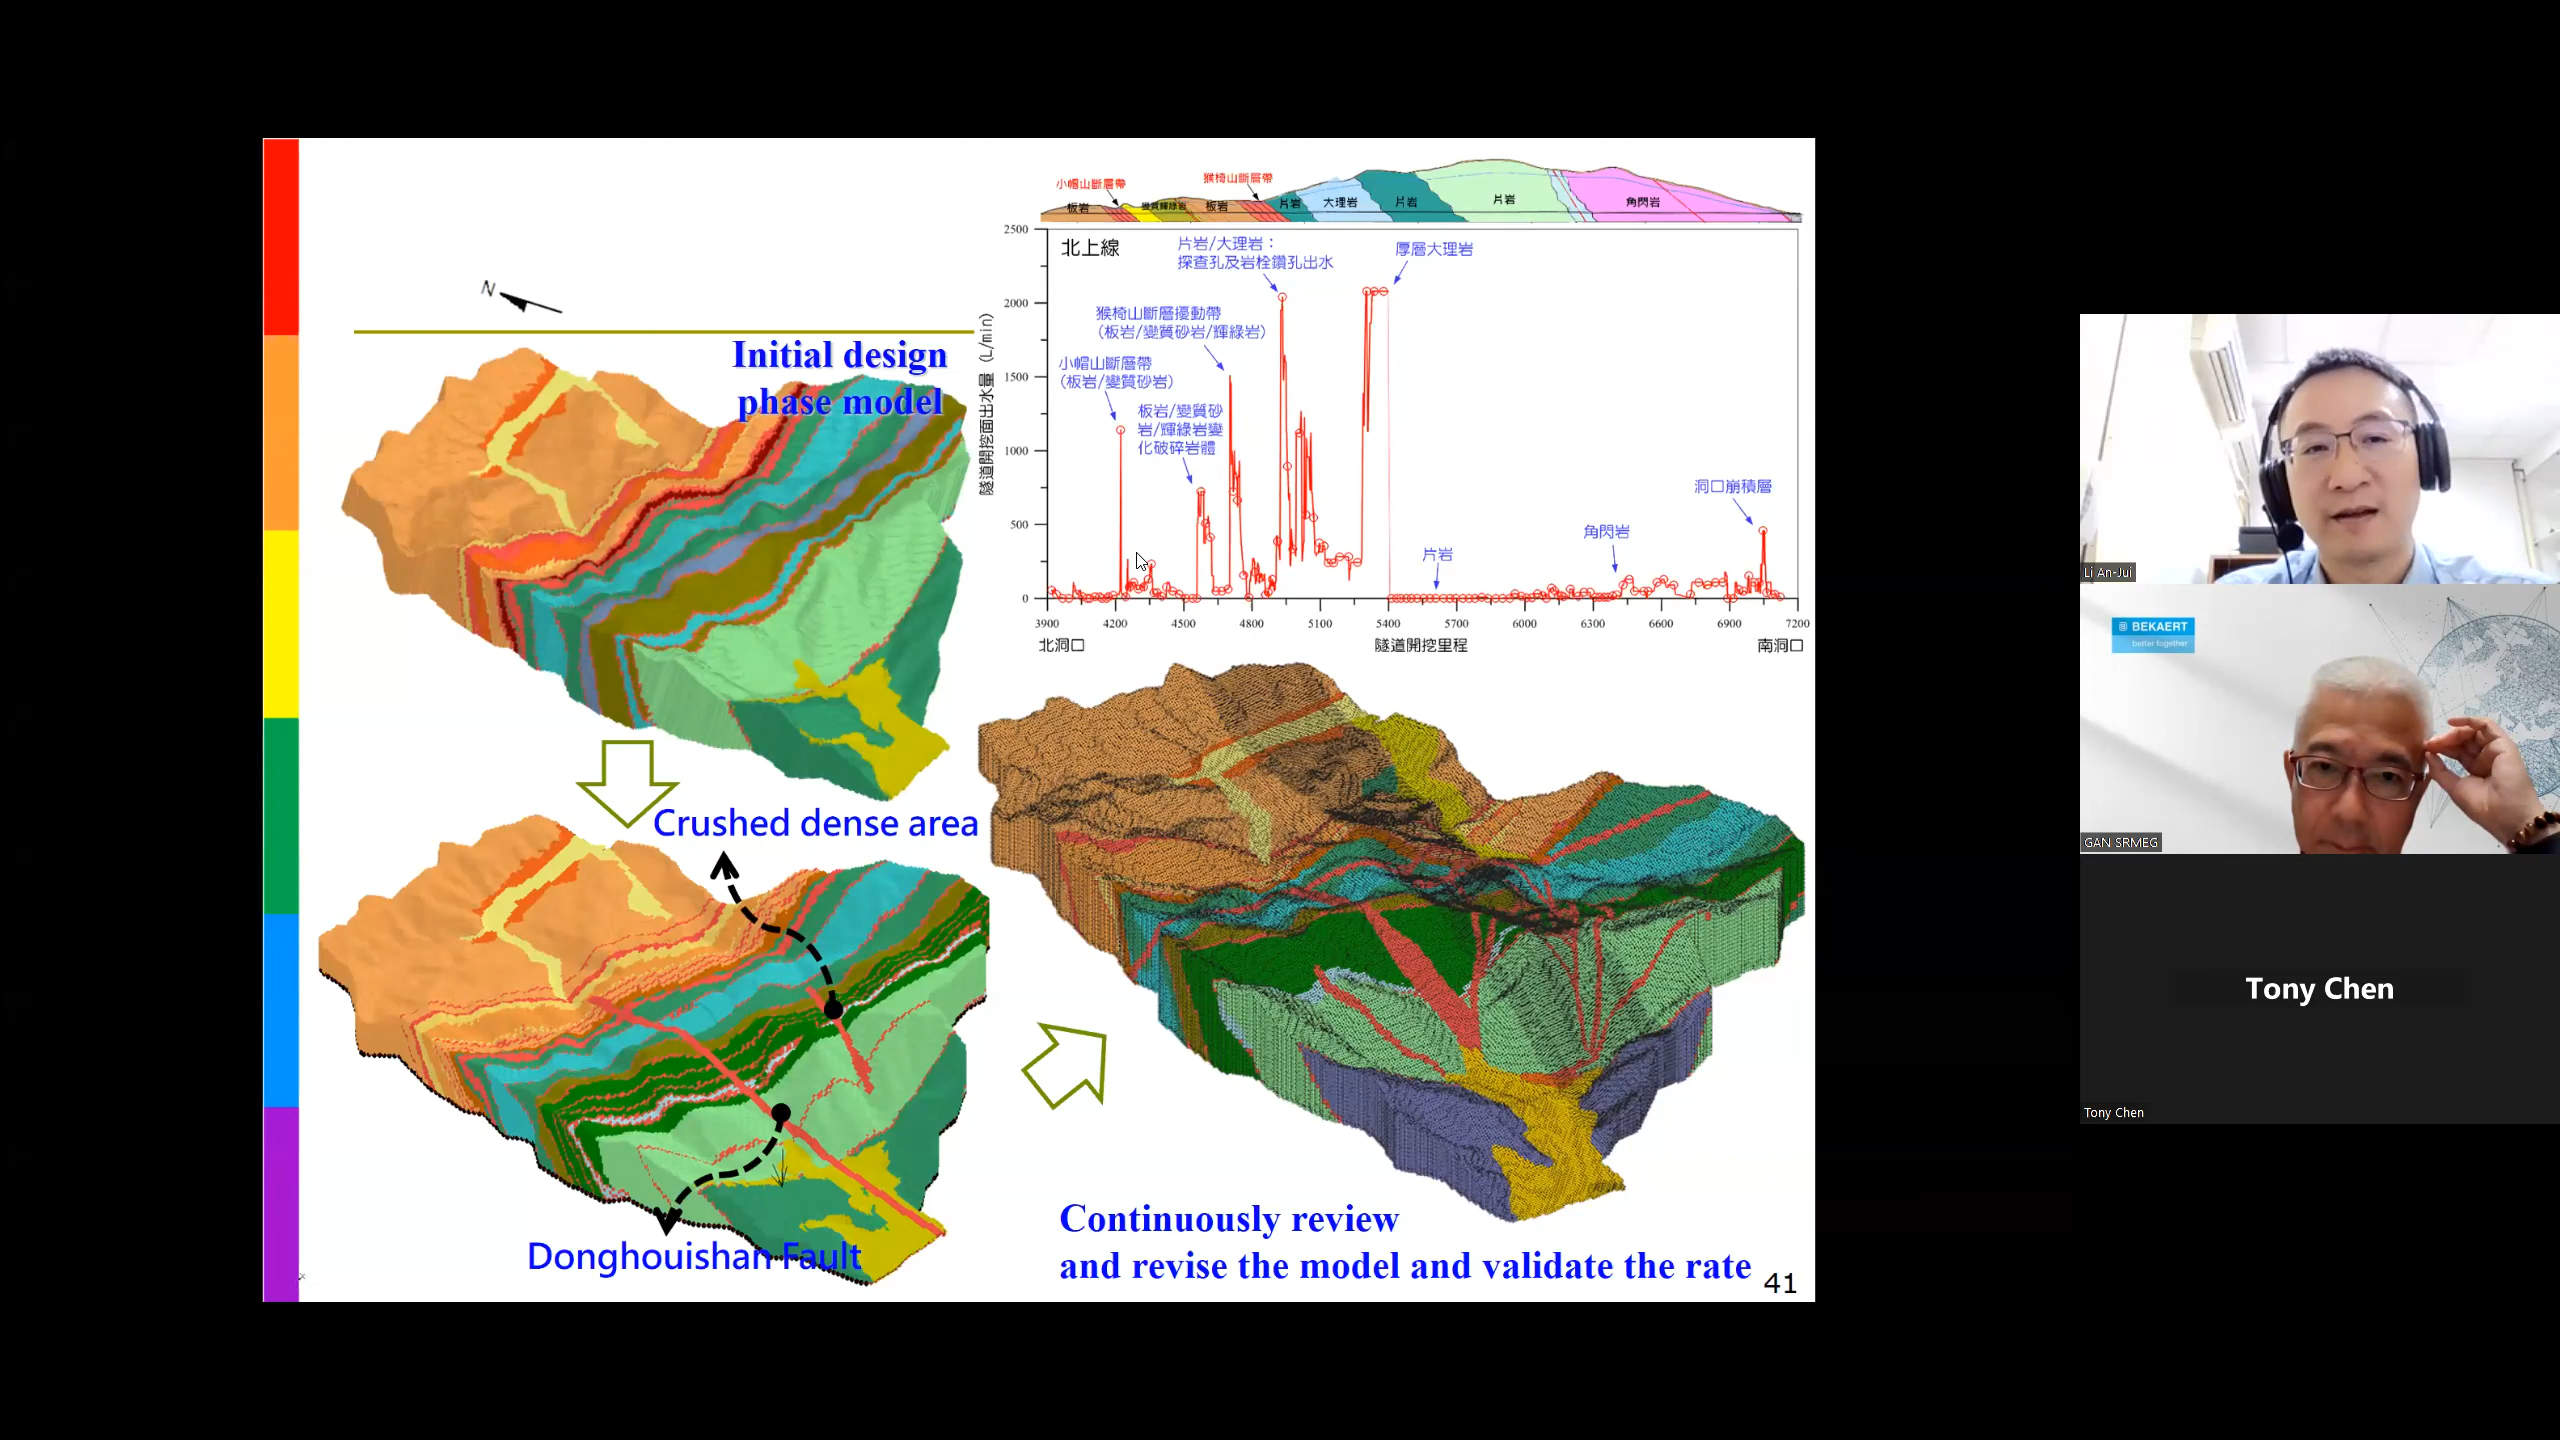 小帽山斷層帶
猴椅山斷層帶
板岩
變質輝綠岩
板岩
片岩
大理岩
片岩
片岩
角閃岩
N
Initial design
phase model
隧道開挖面出水量 (L/min)
2500
2000
1500
1000
500
0
北上線
片岩/大理岩：
探查孔及岩栓鑽孔出水
厚層大理岩
猴椅山斷層擾動帶
(板岩/變質砂岩/輝綠岩)
小帽山斷層帶
(板岩/變質砂岩)
板岩/變質砂
岩/輝綠岩變
化破碎岩體
洞口崩積層
角閃岩
片岩
3900 4200 4500 4800 5100 5400 5700 6000 6300 6600 6900 7200
北洞口 隧道開挖里程 南洞口
Crushed dense area
Donghouishan Fault
Continuously review
and revise the model and validate the rate
41
Li An-Jui
BEKAERT
better together
GAN SRMEG
Tony Chen
Tony Chen